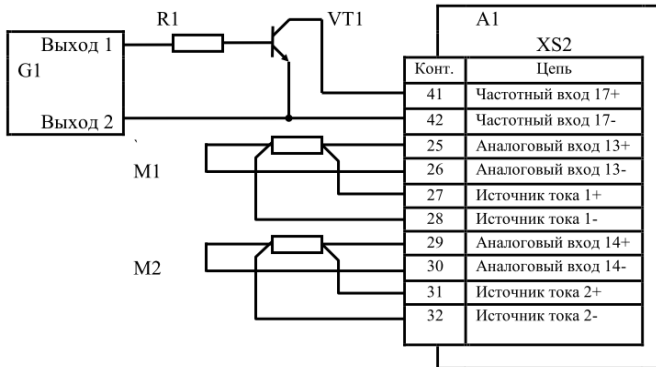 R1
VT1
A1
Выход 1
G1
Выход 2
XS2
Конт. Цепь
41 Частотный вход 17+
42 Частотный вход 17-
M1
25 Аналоговый вход 13+
26 Аналоговый вход 13-
27 Источник тока 1+
28 Источник тока 1-
M2
29 Аналоговый вход 14+
30 Аналоговый вход 14-
31 Источник тока 2+
32 Источник тока 2-